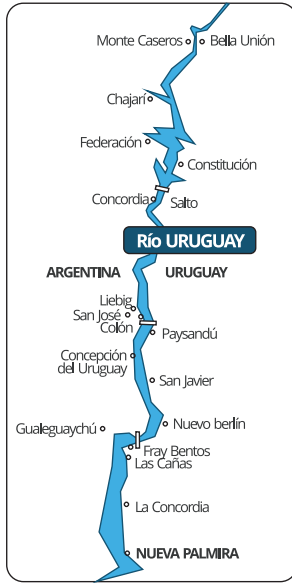 Monte Caseros
Bella Unión
Chajarí
Federación
Constitución
Concordia
Salto
Río URUGUAY
ARGENTINA
URUGUAY
Liebig
San José
Colón
Paysandú
Concepción
del Uruguay
San Javier
Nuevo berlín
Gualeguaychú
Fray Bentos
Las Cañas
La Concordia
NUEVA PALMIRA